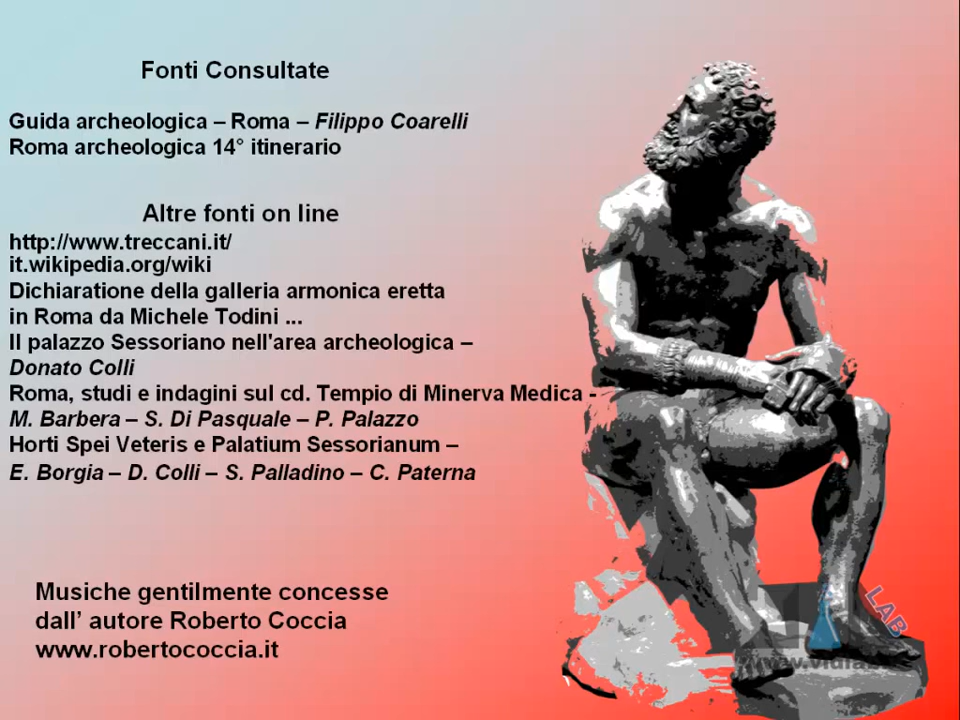 Fonti Consultate
Guida archeologica – Roma – Filippo Coarelli
Roma archeologica 14° itinerario
Altre fonti on line
http://www.treccani.it/
it.wikipedia.org/wiki
Dichiaratione della galleria armonica eretta
in Roma da Michele Todini ...
Il palazzo Sessoriano nell'area archeologica –
Donato Colli
Roma, studi e indagini sul cd. Tempio di Minerva Medica -
M. Barbera – S. Di Pasquale – P. Palazzo
Horti Spei Veteris e Palatium Sessorianum –
E. Borgia – D. Colli – S. Palladino – C. Paterna
Musiche gentilmente concesse
dall’ autore Roberto Coccia
www.robertococcia.it
LAB